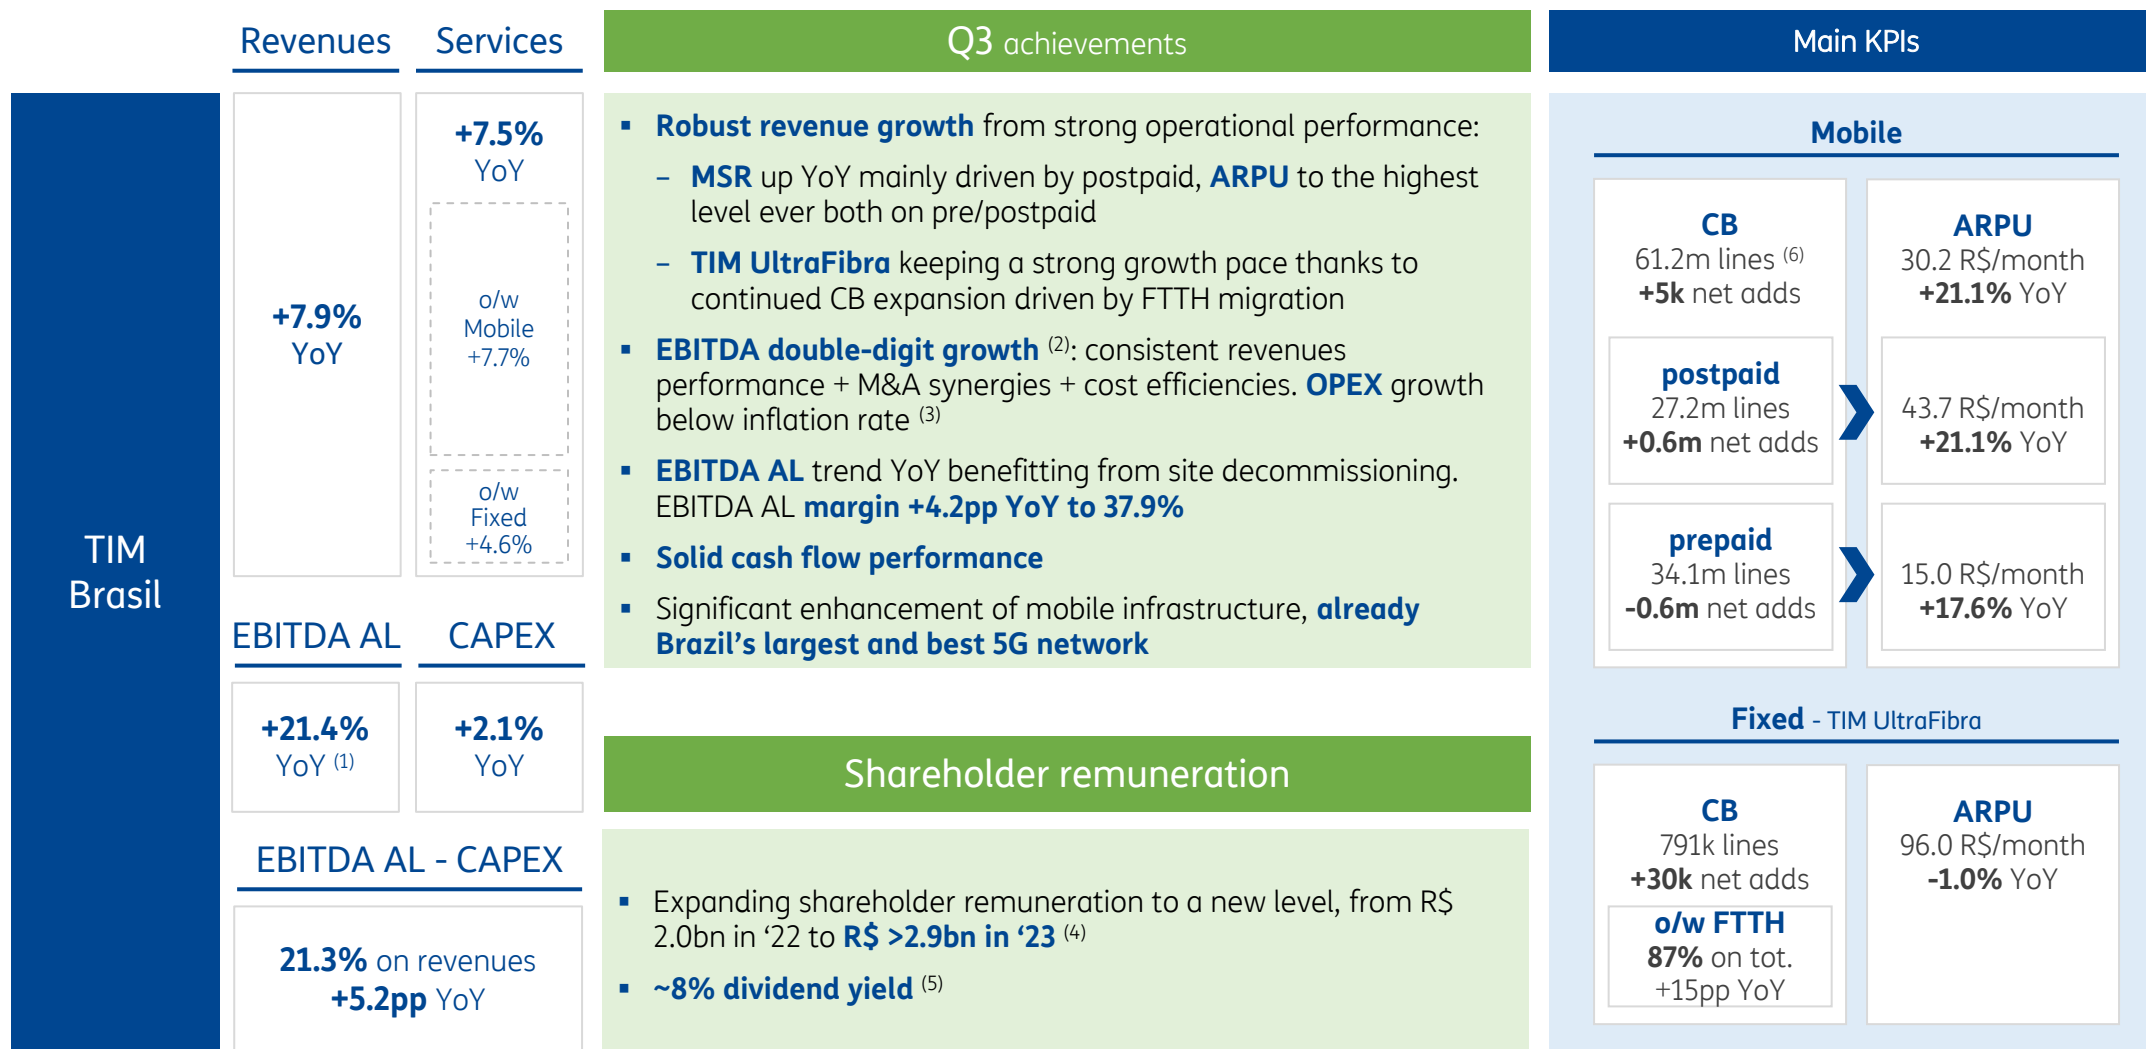 TIM
Brasil
Revenues
+7.9%
YoY
Services
+7.5%
YoY
o/w
Mobile
+7.7%
o/w
Fixed
+4.6%
EBITDA AL
+21.4%
YoY (1)
CAPEX
+2.1%
YoY
EBITDA AL - CAPEX
21.3% on revenues
+5.2pp YoY
Q3 achievements
▪ Robust revenue growth from strong operational performance:
– MSR up YoY mainly driven by postpaid, ARPU to the highest
level ever both on pre/postpaid
– TIM UltraFibra keeping a strong growth pace thanks to
continued CB expansion driven by FTTH migration
▪ EBITDA double-digit growth (2): consistent revenues
performance + M&A synergies + cost efficiencies. OPEX growth
below inflation rate (3)
▪ EBITDA AL trend YoY benefitting from site decommissioning.
EBITDA AL margin +4.2pp YoY to 37.9%
▪ Solid cash flow performance
▪ Significant enhancement of mobile infrastructure, already
Brazil’s largest and best 5G network
Shareholder remuneration
▪ Expanding shareholder remuneration to a new level, from R$
2.0bn in ‘22 to R$ >2.9bn in ‘23 (4)
▪ ~8% dividend yield (5)
Main KPIs
Mobile
CB
61.2m lines (6)
+5k net adds
ARPU
30.2 R$/month
+21.1% YoY
postpaid
27.2m lines
+0.6m net adds
43.7 R$/month
+21.1% YoY
prepaid
34.1m lines
-0.6m net adds
15.0 R$/month
+17.6% YoY
Fixed - TIM UltraFibra
CB
791k lines
+30k net adds
o/w FTTH
87% on tot.
+15pp YoY
ARPU
96.0 R$/month
-1.0% YoY